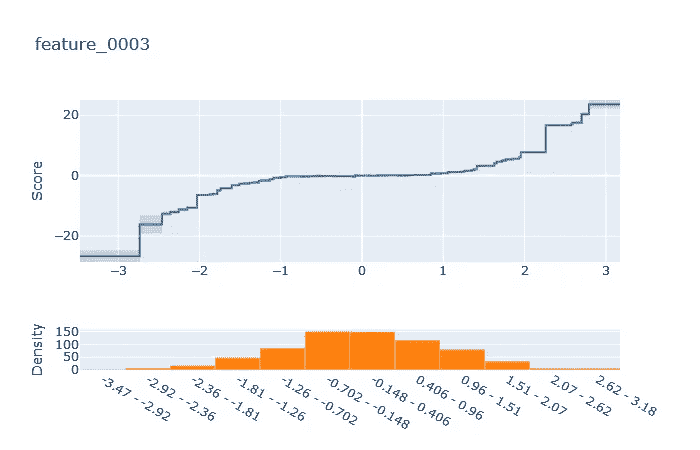 feature_0003
Score
20
0
−20
−3
−2
−1
0
1
2
3
Density
150
100
50
0
-3.47 - -2.92
-2.92 - -2.36
-2.36 - -1.81
-1.81 - -1.26
-1.26 - -0.702
-0.702 - -0.148
-0.148 - 0.406
0.406 - 0.96
0.96 - 1.51
1.51 - 2.07
2.07 - 2.62
2.62 - 3.18